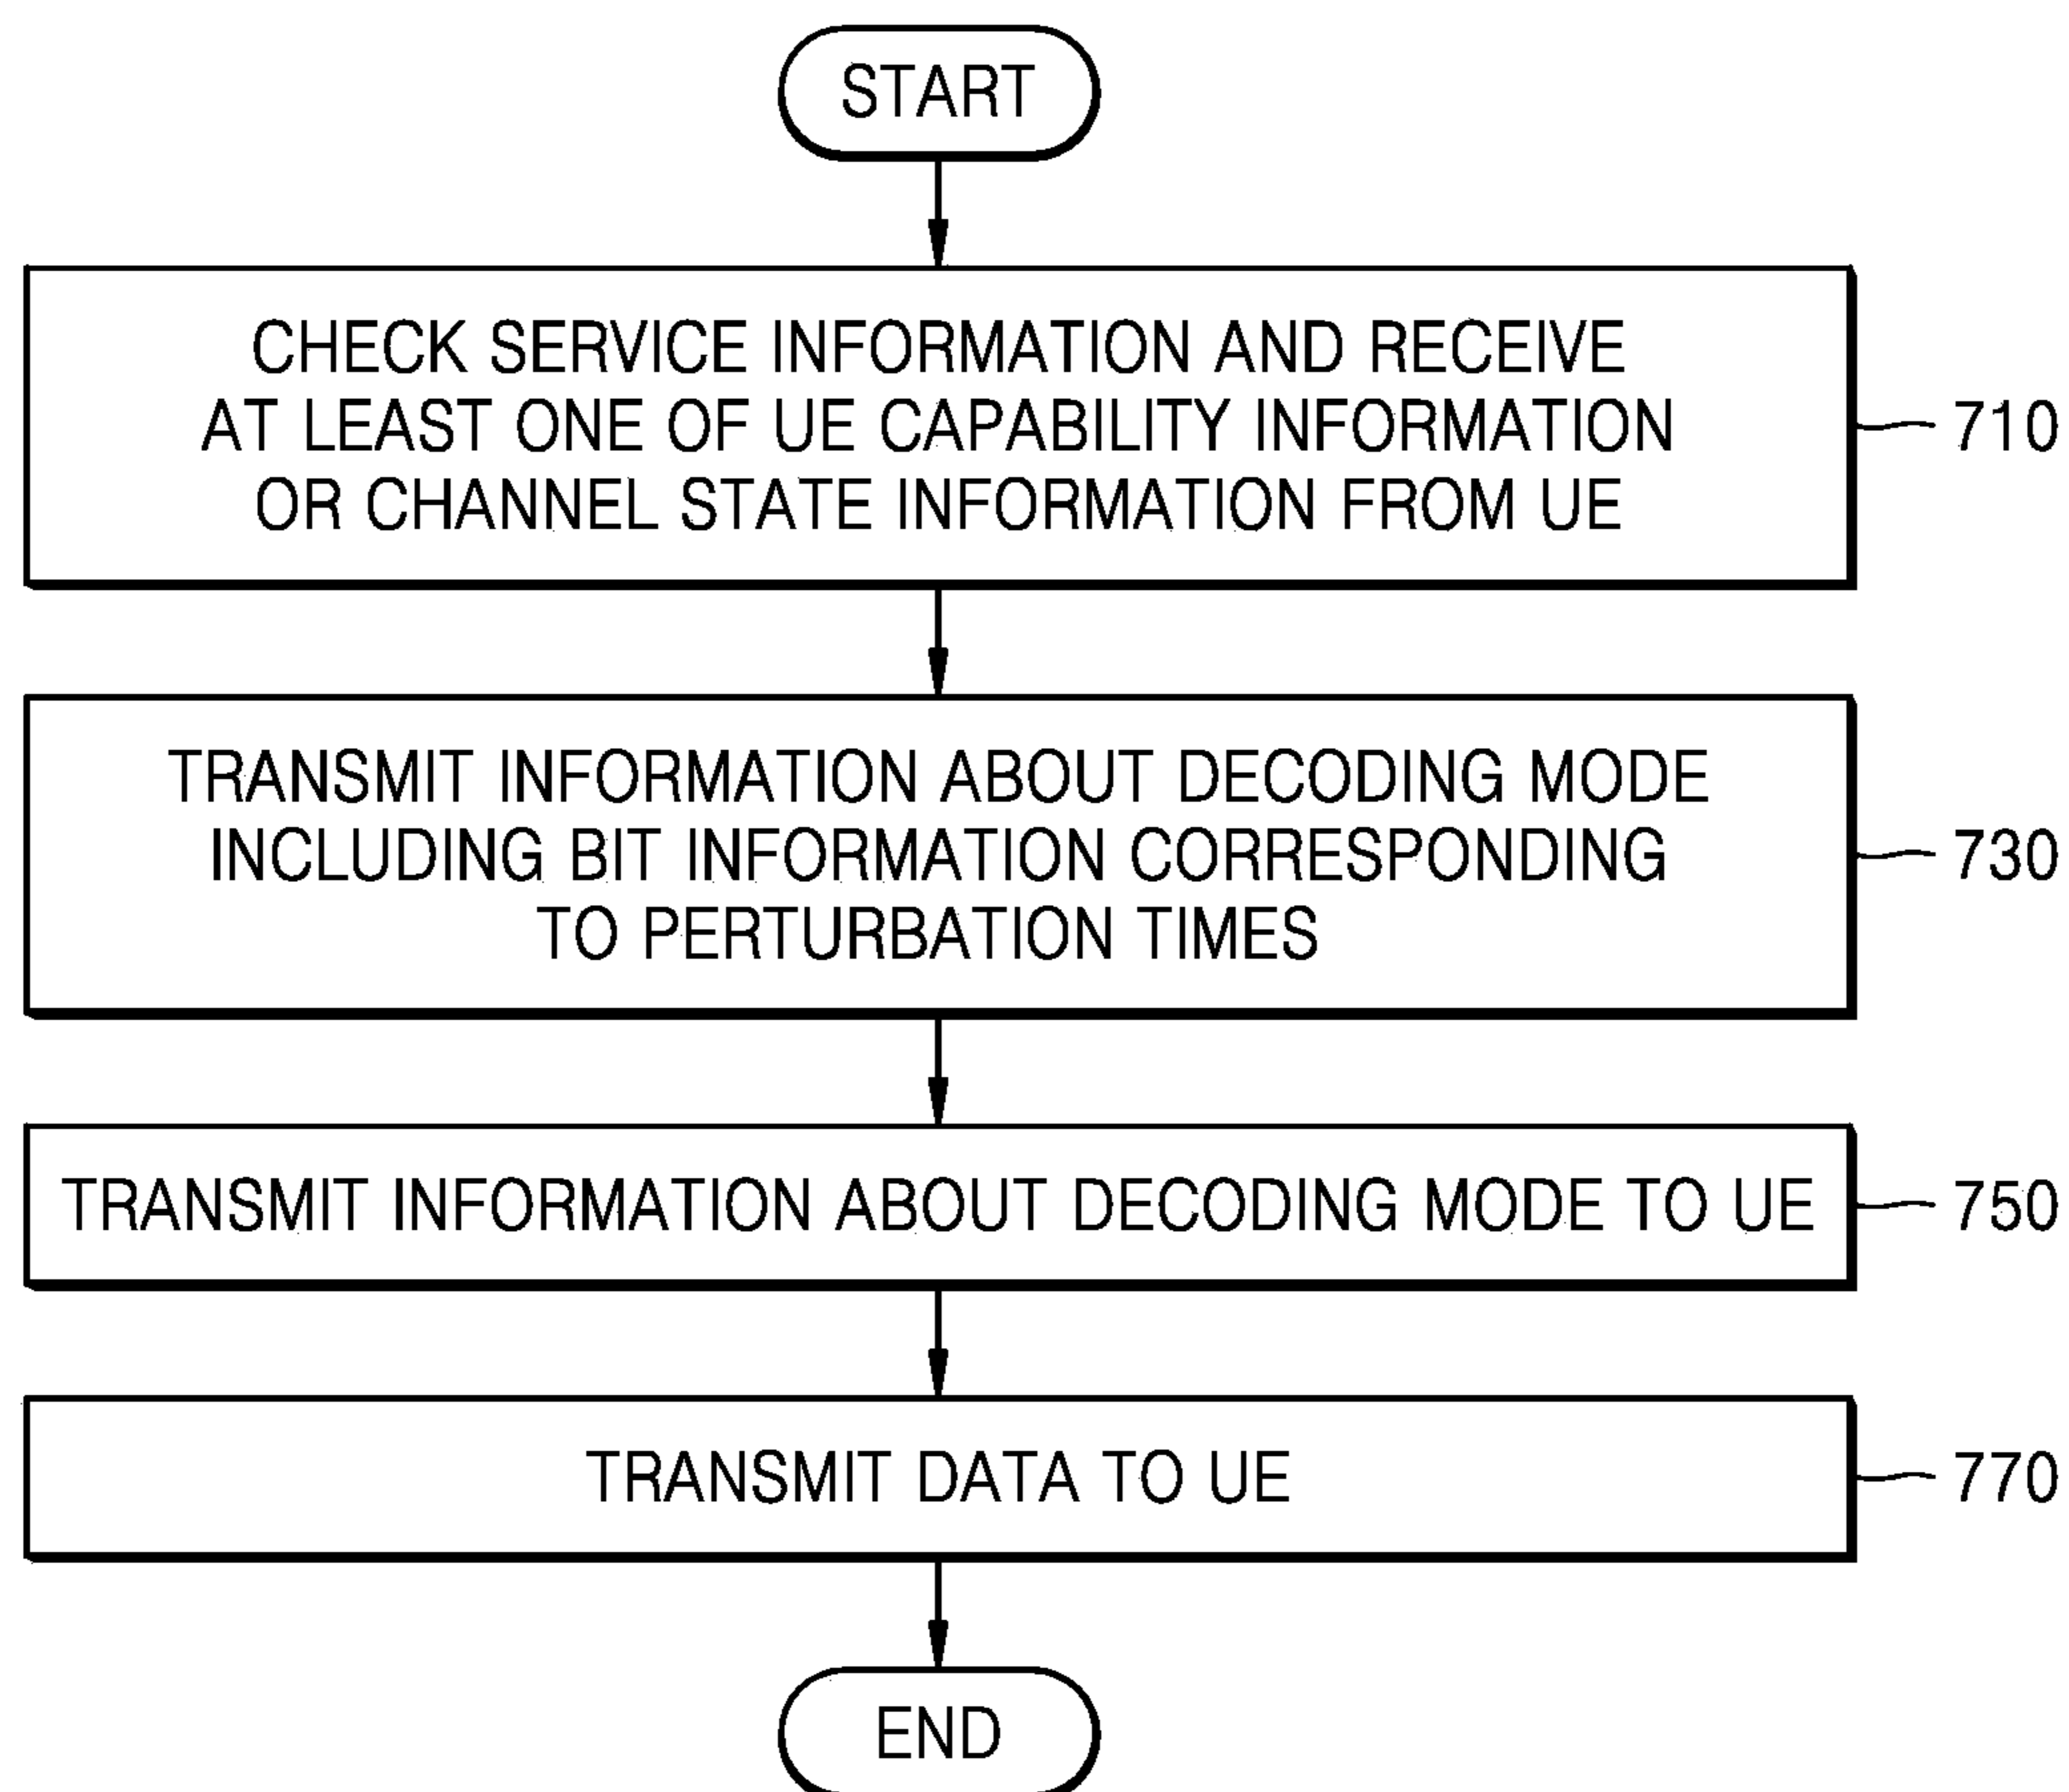 START
CHECK SERVICE INFORMATION AND RECEIVE
AT LEAST ONE OF UE CAPABILITY INFORMATION
OR CHANNEL STATE INFORMATION FROM UE
710
TRANSMIT INFORMATION ABOUT DECODING MODE
INCLUDING BIT INFORMATION CORRESPONDING
TO PERTURBATION TIMES
730
TRANSMIT INFORMATION ABOUT DECODING MODE TO UE
750
TRANSMIT DATA TO UE
770
END